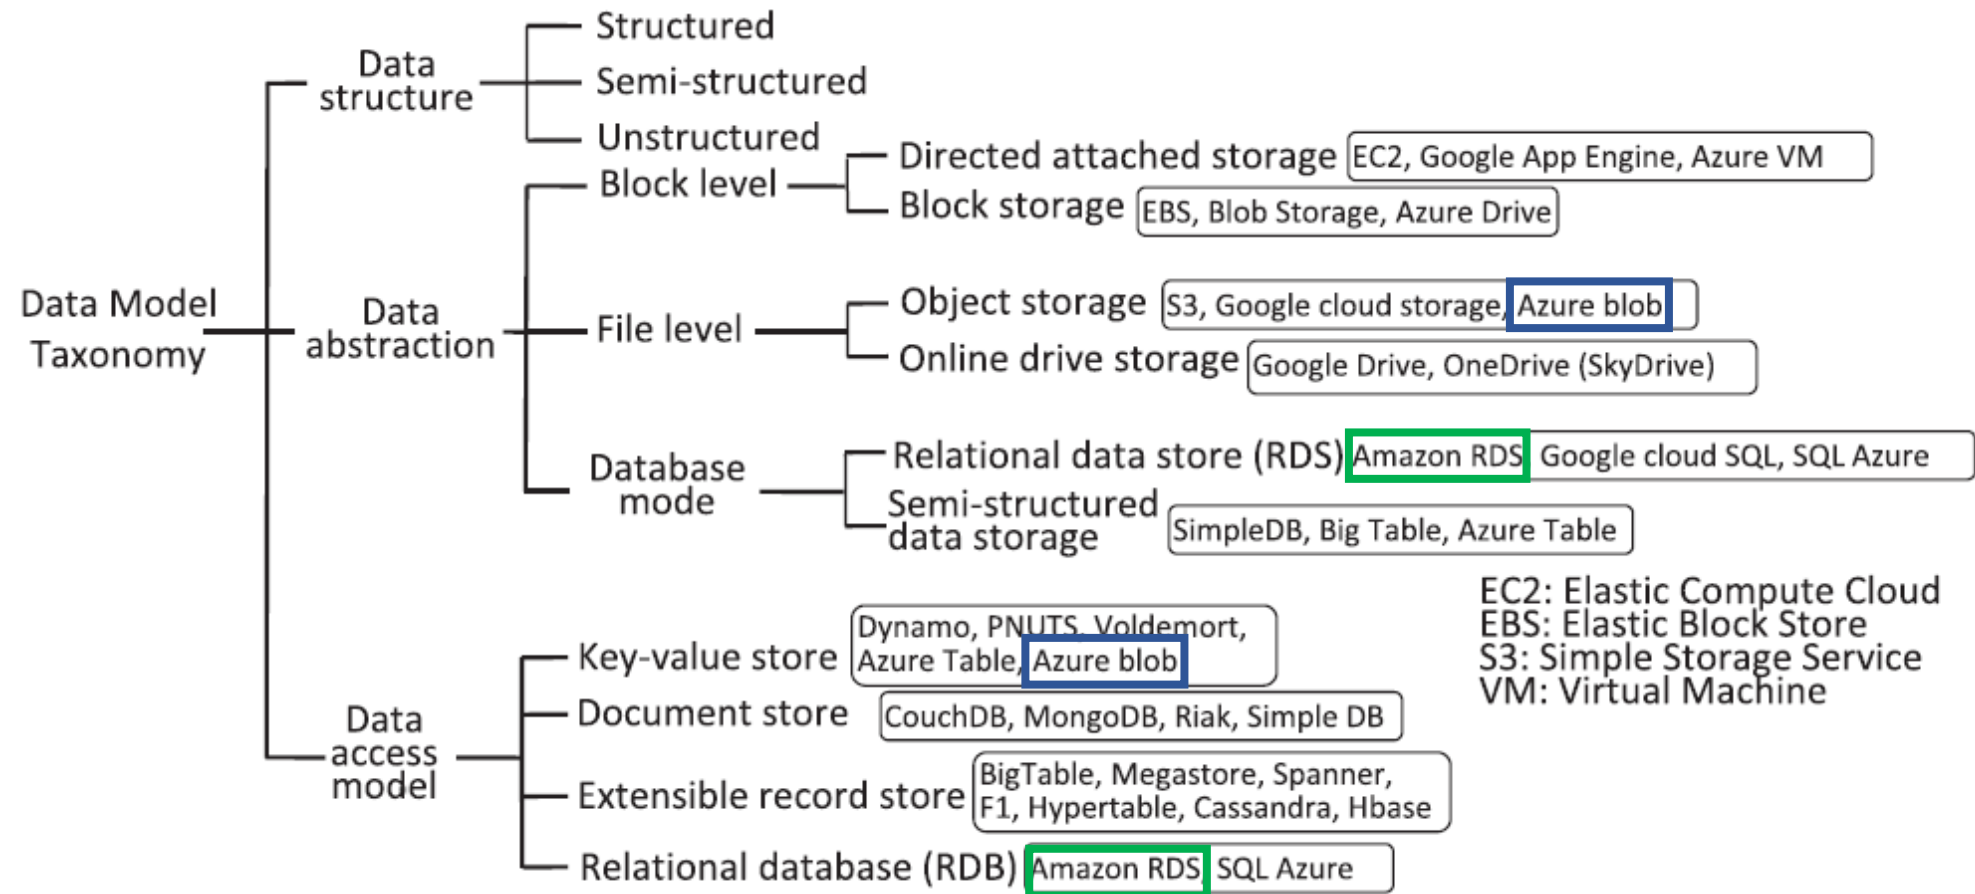 Data Model
Taxonomy
Data
structure
Structured
Semi-structured
Unstructured
Data
abstraction
Block level
Directed attached storage
EC2, Google App Engine, Azure VM
Block storage
EBS, Blob Storage, Azure Drive
File level
Object storage
S3, Google cloud storage, Azure blob
Online drive storage
Google Drive, OneDrive (SkyDrive)
Database
mode
Relational data store (RDS)
Amazon RDS Google cloud SQL, SQL Azure
Semi-structured
data storage
SimpleDB, Big Table, Azure Table
Data
access
model
Key-value store
Dynamo, PNUTS, Voldemort,
Azure Table, Azure blob
Document store
CouchDB, MongoDB, Riak, Simple DB
Extensible record store
BigTable, Megastore, Spanner,
F1, Hypertable, Cassandra, Hbase
Relational database (RDB)
Amazon RDS, SQL Azure
EC2: Elastic Compute Cloud
EBS: Elastic Block Store
S3: Simple Storage Service
VM: Virtual Machine